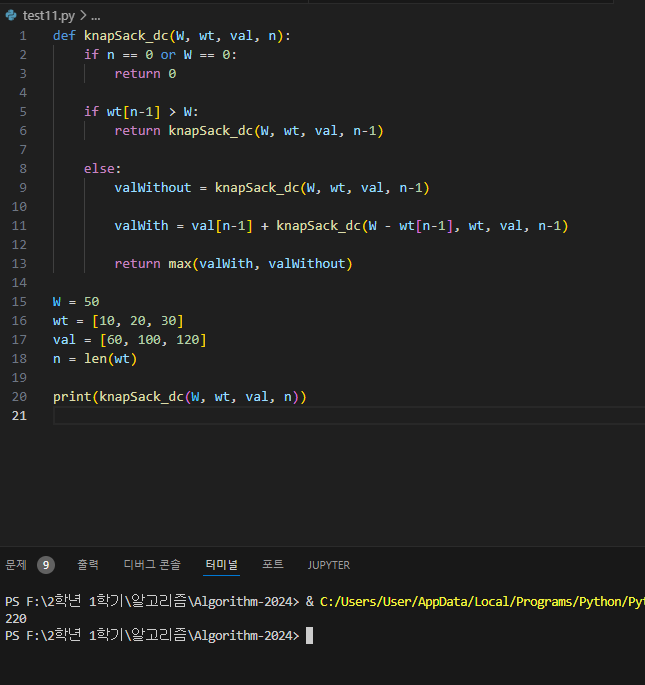 test11.py > ...
1 def knapSack_dc(W, wt, val, n):
2     if n == 0 or W == 0:
3         return 0
4
5     if wt[n-1] > W:
6         return knapSack_dc(W, wt, val, n-1)
7
8     else:
9         valWithout = knapSack_dc(W, wt, val, n-1)
10
11         valWith = val[n-1] + knapSack_dc(W - wt[n-1], wt, val, n-1)
12
13         return max(valWith, valWithout)
14
15 W = 50
16 wt = [10, 20, 30]
17 val = [60, 100, 120]
18 n = len(wt)
19
20 print(knapSack_dc(W, wt, val, n))
21
문제 9 출력 디버그 콘솔 터미널 포트 JUPYTER
PS F:\2학년 1학기\알고리즘\Algorithm-2024> & C:/Users/User/AppData/Local/Programs/Python/Pyt
220
PS F:\2학년 1학기\알고리즘\Algorithm-2024>